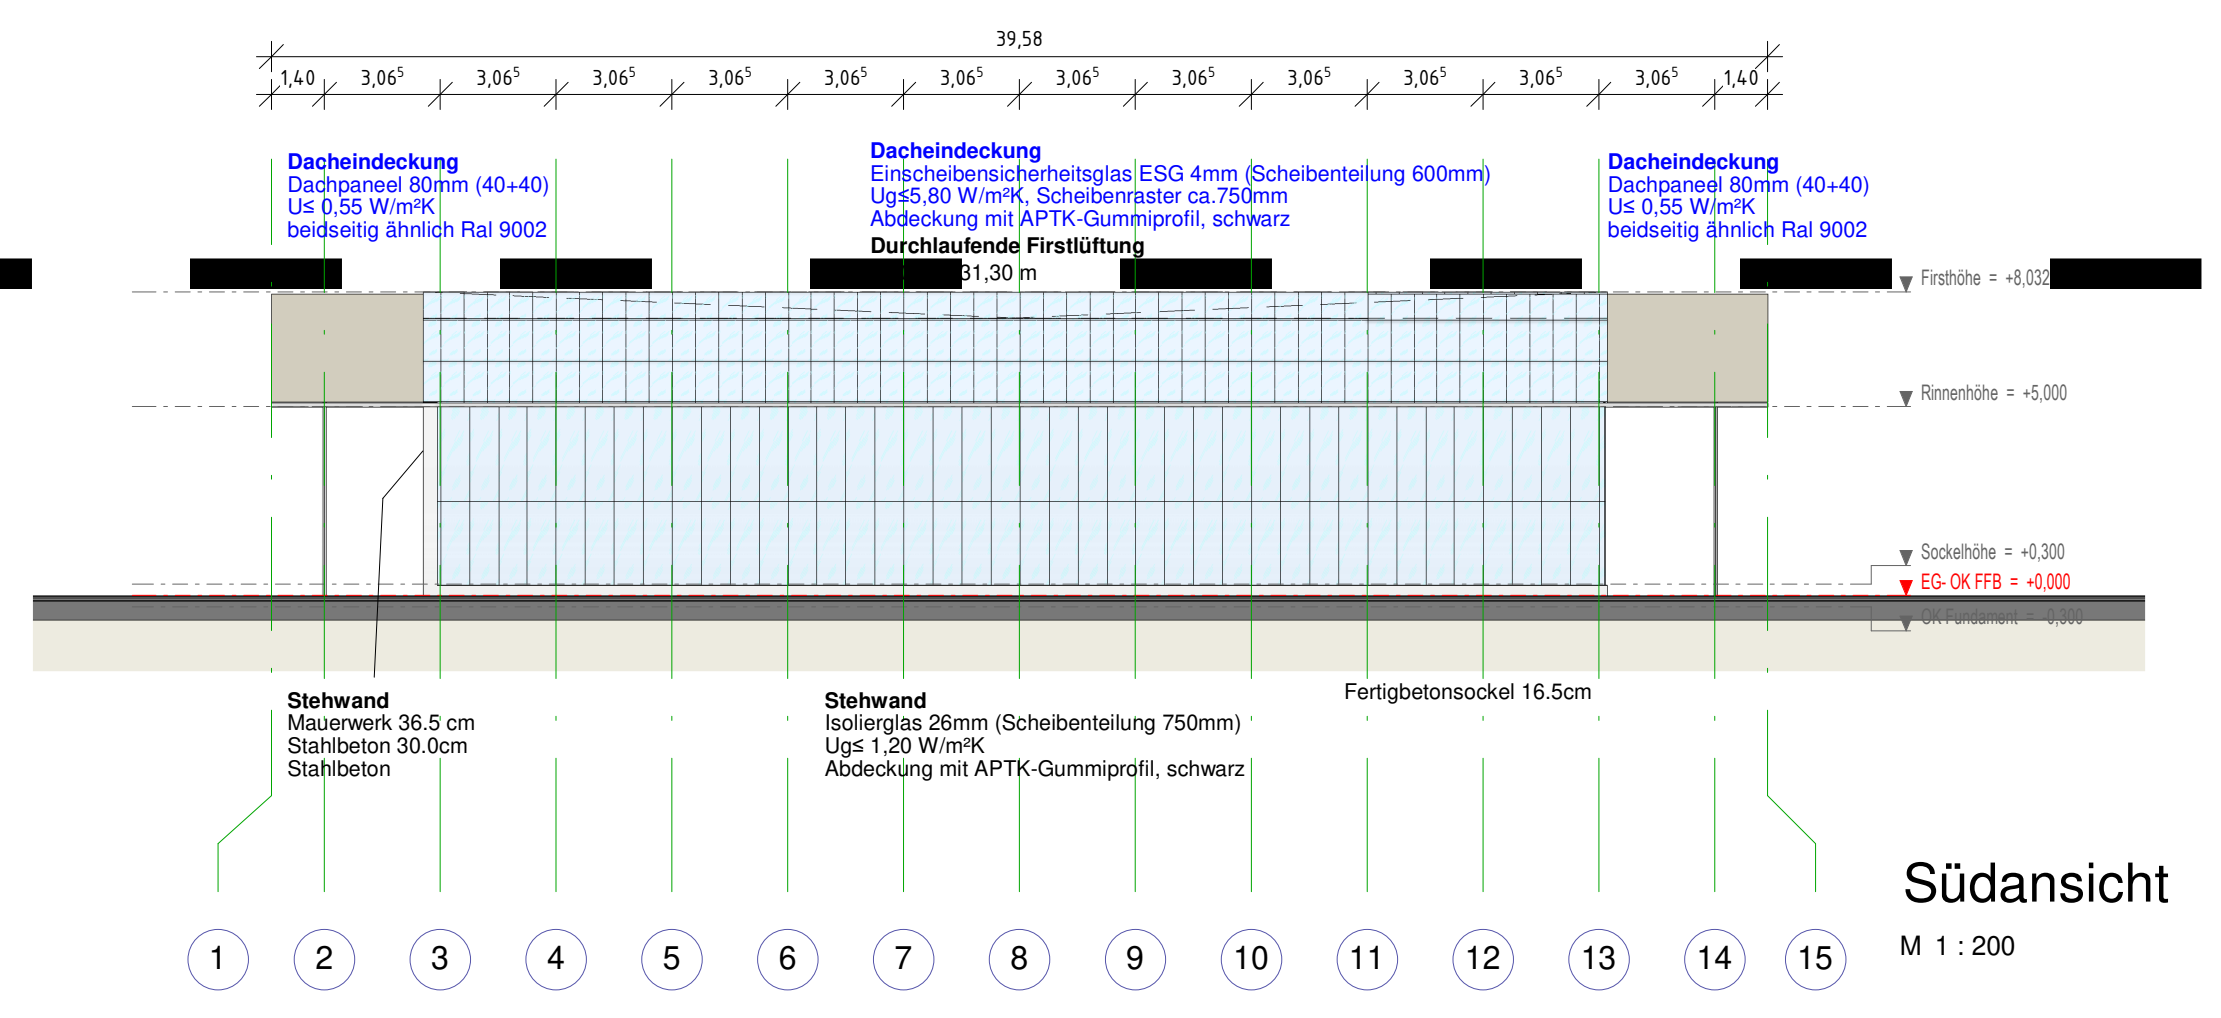 39,58
1,40 3,06⁵ 3,06⁵ 3,06⁵ 3,06⁵ 3,06⁵ 3,06⁵ 3,06⁵ 3,06⁵ 3,06⁵ 3,06⁵ 3,06⁵ 3,06⁵ 1,40
Dacheindeckung
Dachpaneel 80mm (40+40)
U≤ 0,55 W/m²K
beidseitig ähnlich Ral 9002
Dacheindeckung
Einscheibensicherheitsglas ESG 4mm (Scheibenteilung 600mm)
Ug≤5,80 W/m²K, Scheibenraster ca.750mm
Abdeckung mit APTK-Gummiprofil, schwarz
Durchlaufende Firstlüftung
31,30 m
Dacheindeckung
Dachpaneel 80mm (40+40)
U≤ 0,55 W/m²K
beidseitig ähnlich Ral 9002
Firsthöhe = +8,032
Rinnenhöhe = +5,000
Sockelhöhe = +0,300
EG- OK FFB = +0,000
OK Fundament = -0,300
Stehwand
Mauerwerk 36.5 cm
Stahlbeton 30.0cm
Stahlbeton
Stehwand
Isolierglas 26mm (Scheibenteilung 750mm)
Ug≤ 1,20 W/m²K
Abdeckung mit APTK-Gummiprofil, schwarz
Fertigbetonsockel 16.5cm
Südansicht
M 1 : 200
1 2 3 4 5 6 7 8 9 10 11 12 13 14 15